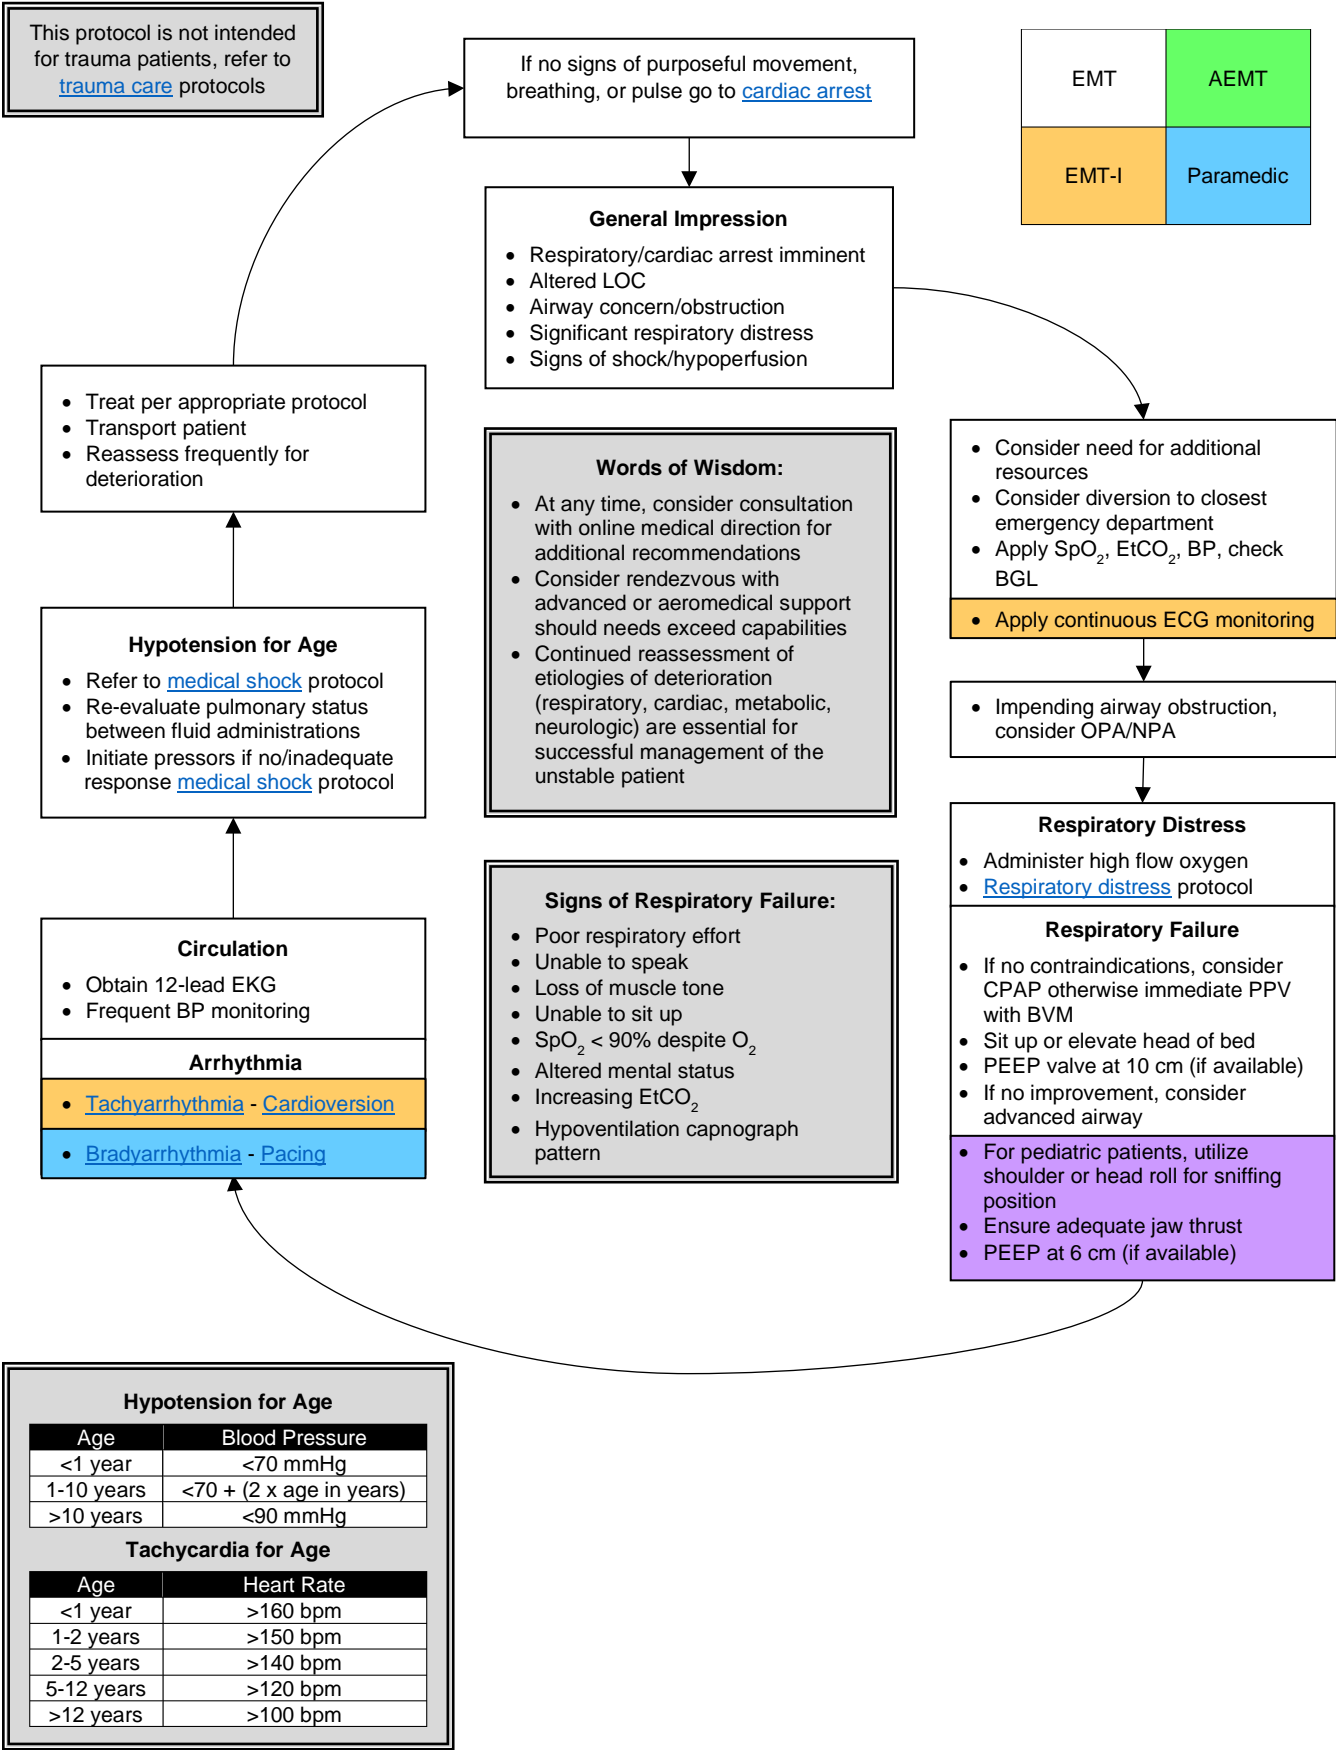 This protocol is not intended
for trauma patients, refer to
trauma care protocols
If no signs of purposeful movement,
breathing, or pulse go to cardiac arrest
EMT
AEMT
EMT-I
Paramedic
General Impression
• Respiratory/cardiac arrest imminent
• Altered LOC
• Airway concern/obstruction
• Significant respiratory distress
• Signs of shock/hypoperfusion
• Consider need for additional
resources
• Consider diversion to closest
emergency department
• Apply SpO2, EtCO2, BP, check
BGL
• Apply continuous ECG monitoring
• Impending airway obstruction,
consider OPA/NPA
Respiratory Distress
• Administer high flow oxygen
• Respiratory distress protocol
Respiratory Failure
• If no contraindications, consider
CPAP otherwise immediate PPV
with BVM
• Sit up or elevate head of bed
• PEEP valve at 10 cm (if available)
• If no improvement, consider
advanced airway
• For pediatric patients, utilize
shoulder or head roll for sniffing
position
• Ensure adequate jaw thrust
• PEEP at 6 cm (if available)
Circulation
• Obtain 12-lead EKG
• Frequent BP monitoring
Arrhythmia
• Tachyarrhythmia - Cardioversion
• Bradyarrhythmia - Pacing
Hypotension for Age
• Refer to medical shock protocol
• Re-evaluate pulmonary status
between fluid administrations
• Initiate pressors if no/inadequate
response medical shock protocol
• Treat per appropriate protocol
• Transport patient
• Reassess frequently for
deterioration
Words of Wisdom:
• At any time, consider consultation
with online medical direction for
additional recommendations
• Consider rendezvous with
advanced or aeromedical support
should needs exceed capabilities
• Continued reassessment of
etiologies of deterioration
(respiratory, cardiac, metabolic,
neurologic) are essential for
successful management of the
unstable patient
Signs of Respiratory Failure:
• Poor respiratory effort
• Unable to speak
• Loss of muscle tone
• Unable to sit up
• SpO2 < 90% despite O2
• Altered mental status
• Increasing EtCO2
• Hypoventilation capnograph
pattern
Hypotension for Age
Age Blood Pressure
<1 year <70 mmHg
1-10 years <70 + (2 x age in years)
>10 years <90 mmHg
Tachycardia for Age
Age Heart Rate
<1 year >160 bpm
1-2 years >150 bpm
2-5 years >140 bpm
5-12 years >120 bpm
>12 years >100 bpm